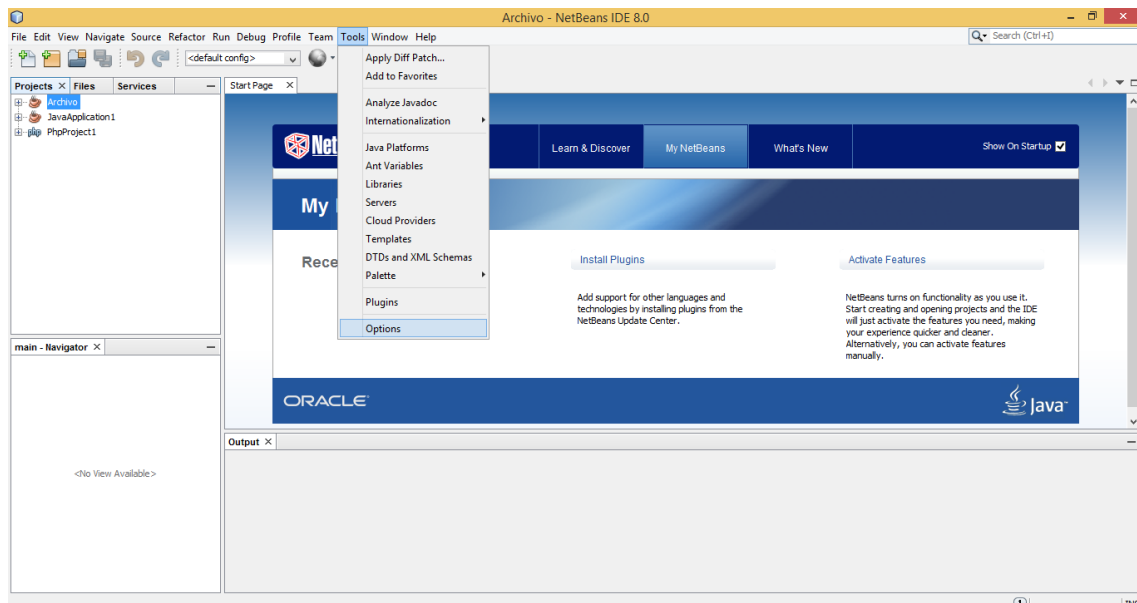 Archivo - NetBeans IDE 8.0
File Edit View Navigate Source Refactor Run Debug Profile Team Tools Window Help
Search (Ctrl+I)
<default config>
Projects Files Services
Archivo
JavaApplication1
PhpProject1
main - Navigator
<No View Available>
Apply Diff Patch...
Add to Favorites
Analyze Javadoc
Internationalization
Java Platforms
Ant Variables
Libraries
Servers
Cloud Providers
Templates
DTDs and XML Schemas
Palette
Plugins
Options
Start Page
Net
Learn & Discover My NetBeans What's New Show On Startup
My
Rece
Install Plugins
Add support for other languages and
technologies by installing plugins from the
NetBeans Update Center.
Activate Features
NetBeans turns on functionality as you use it.
Start creating and opening projects and the IDE
will just activate the features you need, making
your experience quicker and cleaner.
Alternatively, you can activate features
manually.
ORACLE
Java
Output